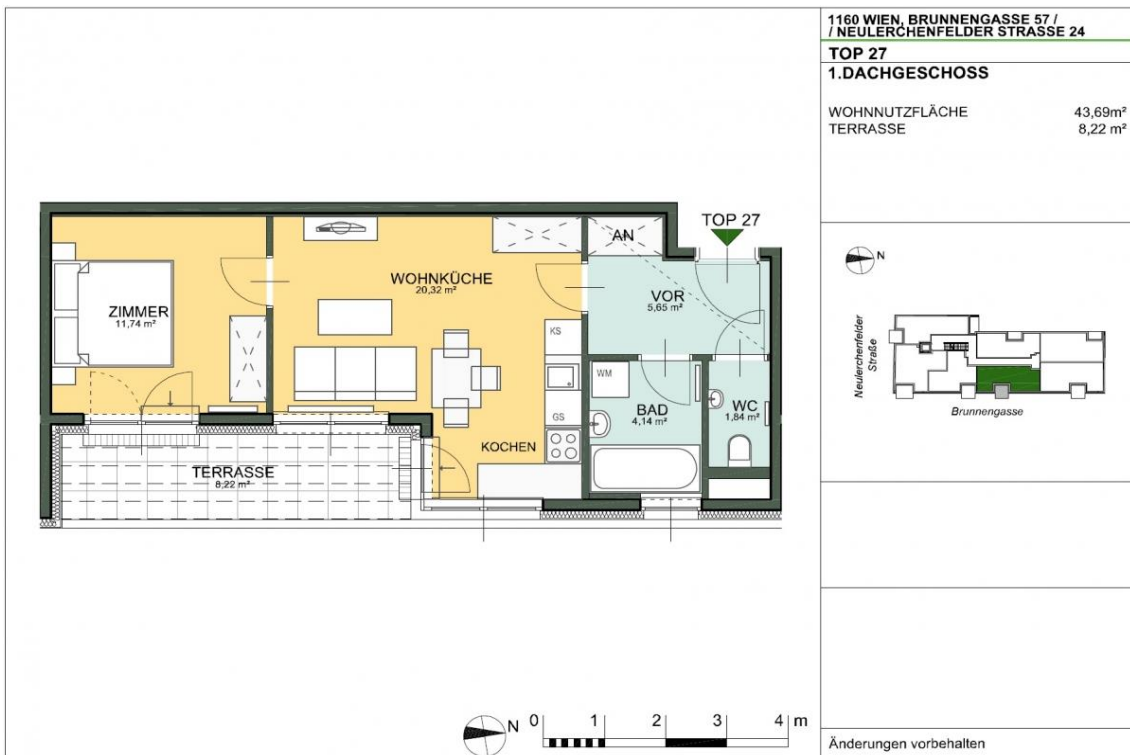 1160 WIEN, BRUNNENGASSE 57 /
/ NEULERCHENFELDER STRASSE 24
TOP 27
1.DACHGESCHOSS
WOHNNUTZFLÄCHE 43,69m²
TERRASSE 8,22 m²
TOP 27
AN
WOHNKÜCHE
20,32 m²
VOR
5,65 m²
ZIMMER
11,74 m²
KS
WM
GS
BAD
4,14 m²
WC
1,84 m²
KOCHEN
TERRASSE
8,22 m²
N
Neulerchenfelder
Straße
Brunnengasse
N
0 1 2 3 4 m
Änderungen vorbehalten